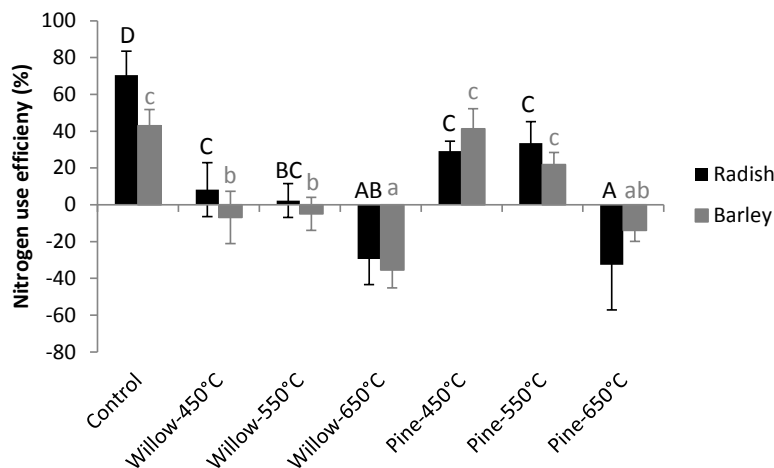 Nitrogen use efficieny (%)
100
80
60
40
20
0
-20
-40
-60
-80
D
c
C
b
BC
b
AB
a
C
c
C
c
A
ab
Control
Willow-450°C
Willow-550°C
Willow-650°C
Pine-450°C
Pine-550°C
Pine-650°C
Radish
Barley